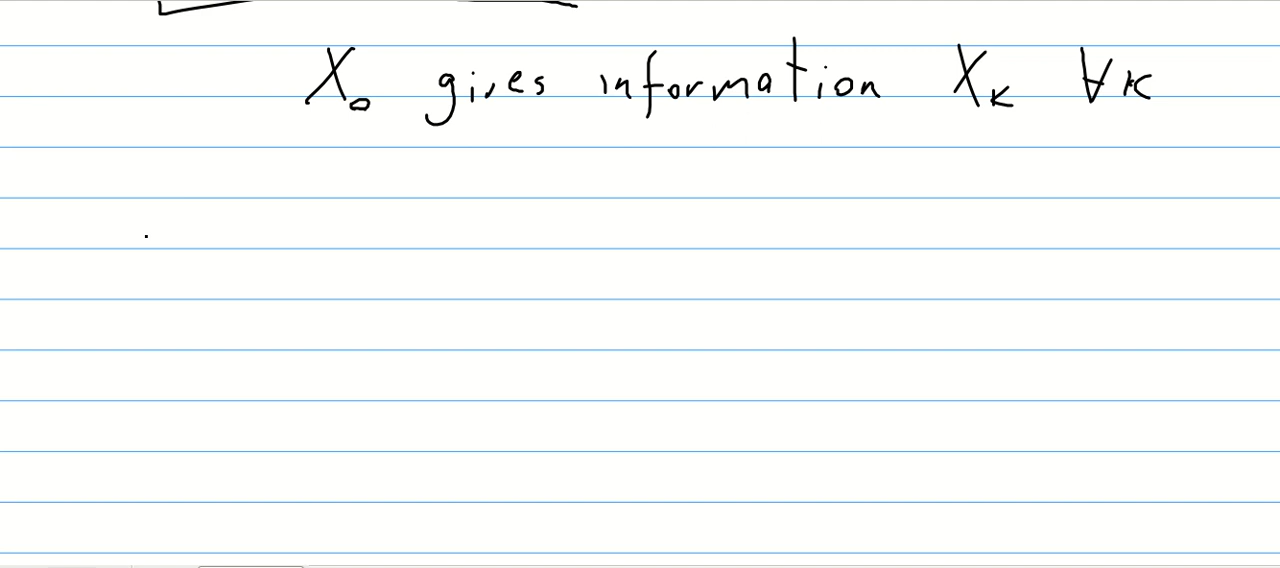 X₀ gives information Xₖ ∀k